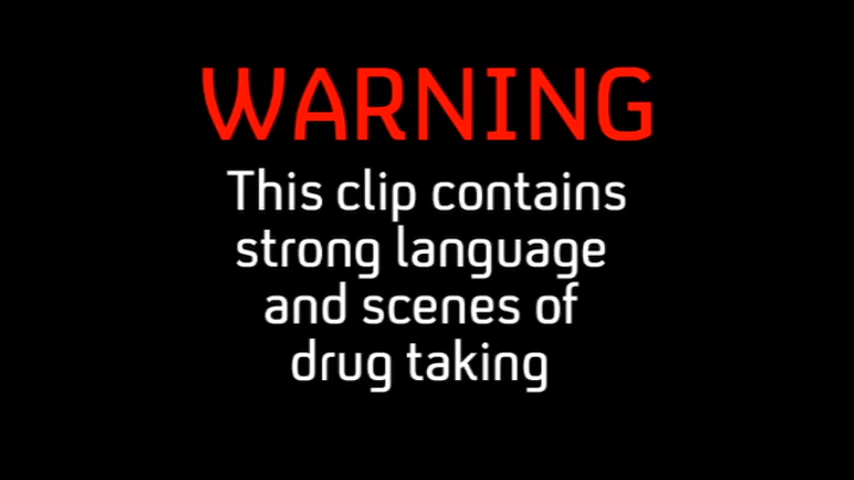 WARNING
This clip contains
strong language
and scenes of
drug taking